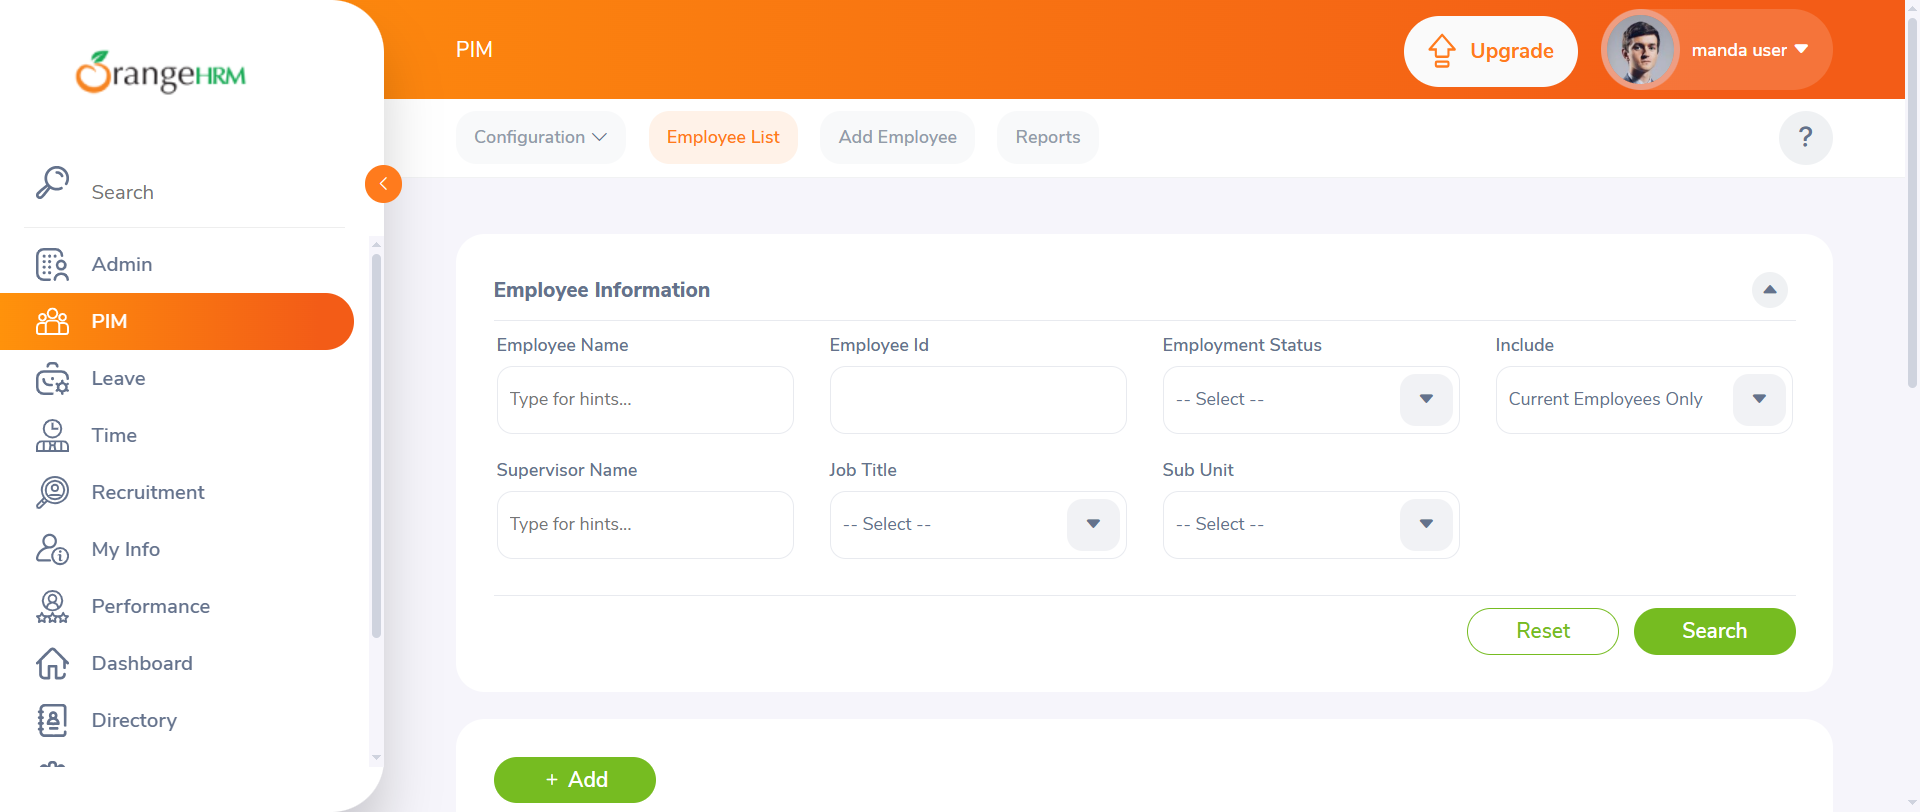 OrangeHRM
PIM
Upgrade
manda user
Configuration
Employee List
Add Employee
Reports
?
Search
Admin
PIM
Leave
Time
Recruitment
My Info
Performance
Dashboard
Directory
Employee Information
Employee Name
Employee Id
Employment Status
Include
Type for hints...
-- Select --
Current Employees Only
Supervisor Name
Job Title
Sub Unit
Type for hints...
-- Select --
-- Select --
Reset
Search
+ Add